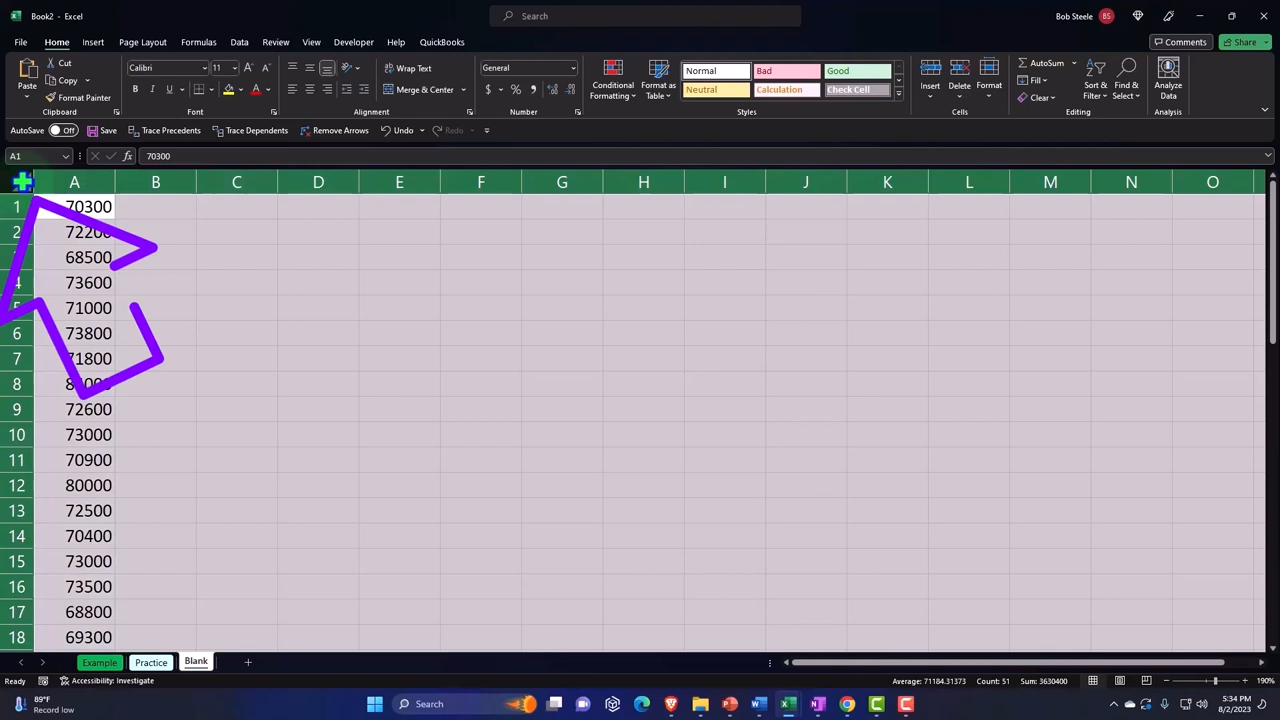 Book2 - Excel
Search
Bob Steele BS
File Home Insert Page Layout Formulas Data Review View Developer Help QuickBooks Comments Share
Paste Cut Copy Format Painter Clipboard
Calibri 11 B I U Font
Wrap Text Merge & Center Alignment
General $ % Number
Conditional Formatting Format as Table
Normal Bad Good
Neutral Calculation Check Cell
Styles
Insert Delete Format Cells
AutoSum Fill Clear Sort & Filter Find & Select Editing
Analyze Data Analysis
AutoSave Off Save Trace Precedents Trace Dependents Remove Arrows Undo Redo
A1 fx 70300
A B C D E F G H I J K L M N O
1 70300
2 72200
68500
4 73600
5 71000
6 73800
7 71800
8
9 72600
10 73000
11 70900
12 80000
13 72500
14 70400
15 73000
16 73500
17 68800
18 69300
Example Practice Blank
Ready Accessibility: Investigate Average: 71184.31373 Count: 51 Sum: 3630400 190%
89°F
Record low
Search
5:34 PM
8/2/2023